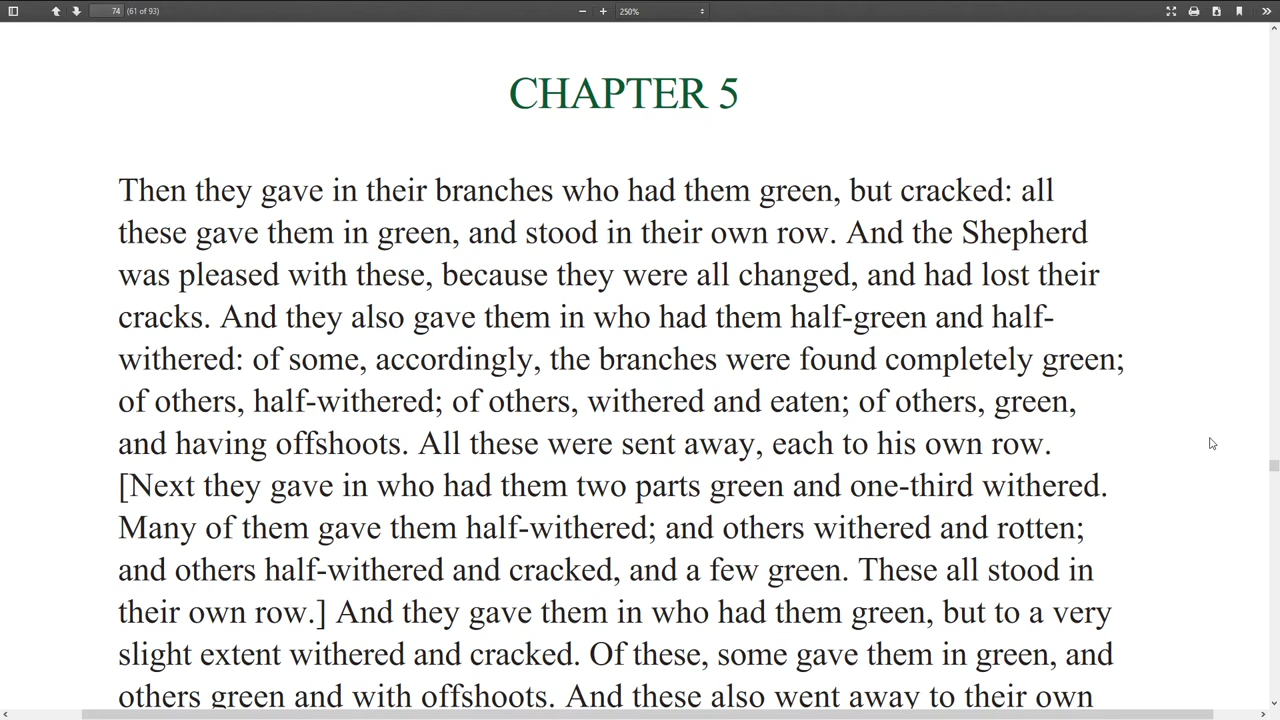 74 (61 of 93) 250%
CHAPTER 5
Then they gave in their branches who had them green, but cracked: all
these gave them in green, and stood in their own row. And the Shepherd
was pleased with these, because they were all changed, and had lost their
cracks. And they also gave them in who had them half-green and half-
withered: of some, accordingly, the branches were found completely green;
of others, half-withered; of others, withered and eaten; of others, green,
and having offshoots. All these were sent away, each to his own row.
[Next they gave in who had them two parts green and one-third withered.
Many of them gave them half-withered; and others withered and rotten;
and others half-withered and cracked, and a few green. These all stood in
their own row.] And they gave them in who had them green, but to a very
slight extent withered and cracked. Of these, some gave them in green, and
others green and with offshoots. And these also went away to their own